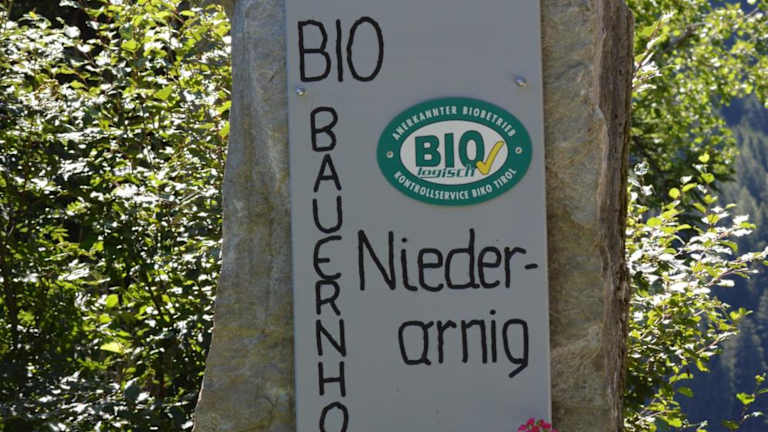 BIO
BAUERNHO
ANERKANNTER BIOBETRIEB
BIO
logisch
KONTROLLSERVICE BIKO TIROL
Nieder-
arnig